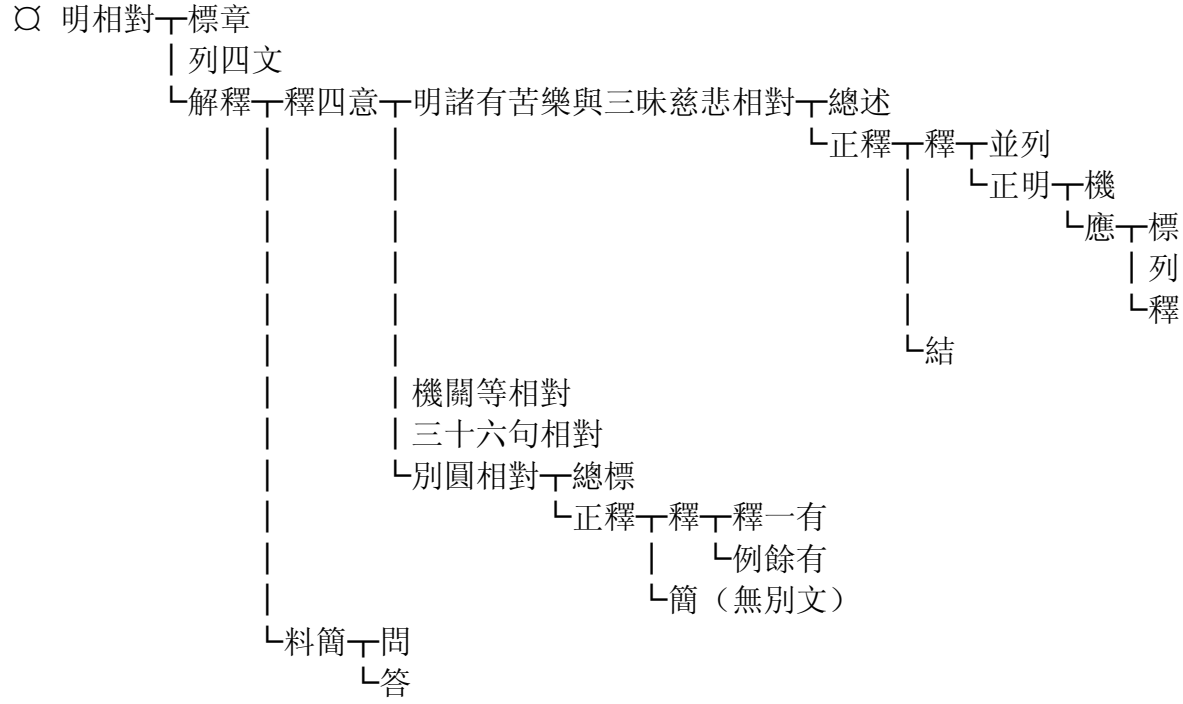 ¤ 明相對┬標章
│列四文
└解釋┬釋四意┬明諸有苦樂與三昧慈悲相對┬總述
│ │ └正釋┬釋┬並列
│ │ │ └正明┬機
│ │ │ └應┬標
│ │ │ │列
│ │ │ └釋
│ │ └結
│ │機關等相對
│ │三十六句相對
│ └別圓相對┬總標
│ └正釋┬釋┬釋一有
│ │ └例餘有
│ └簡（無別文）
└料簡┬問
└答